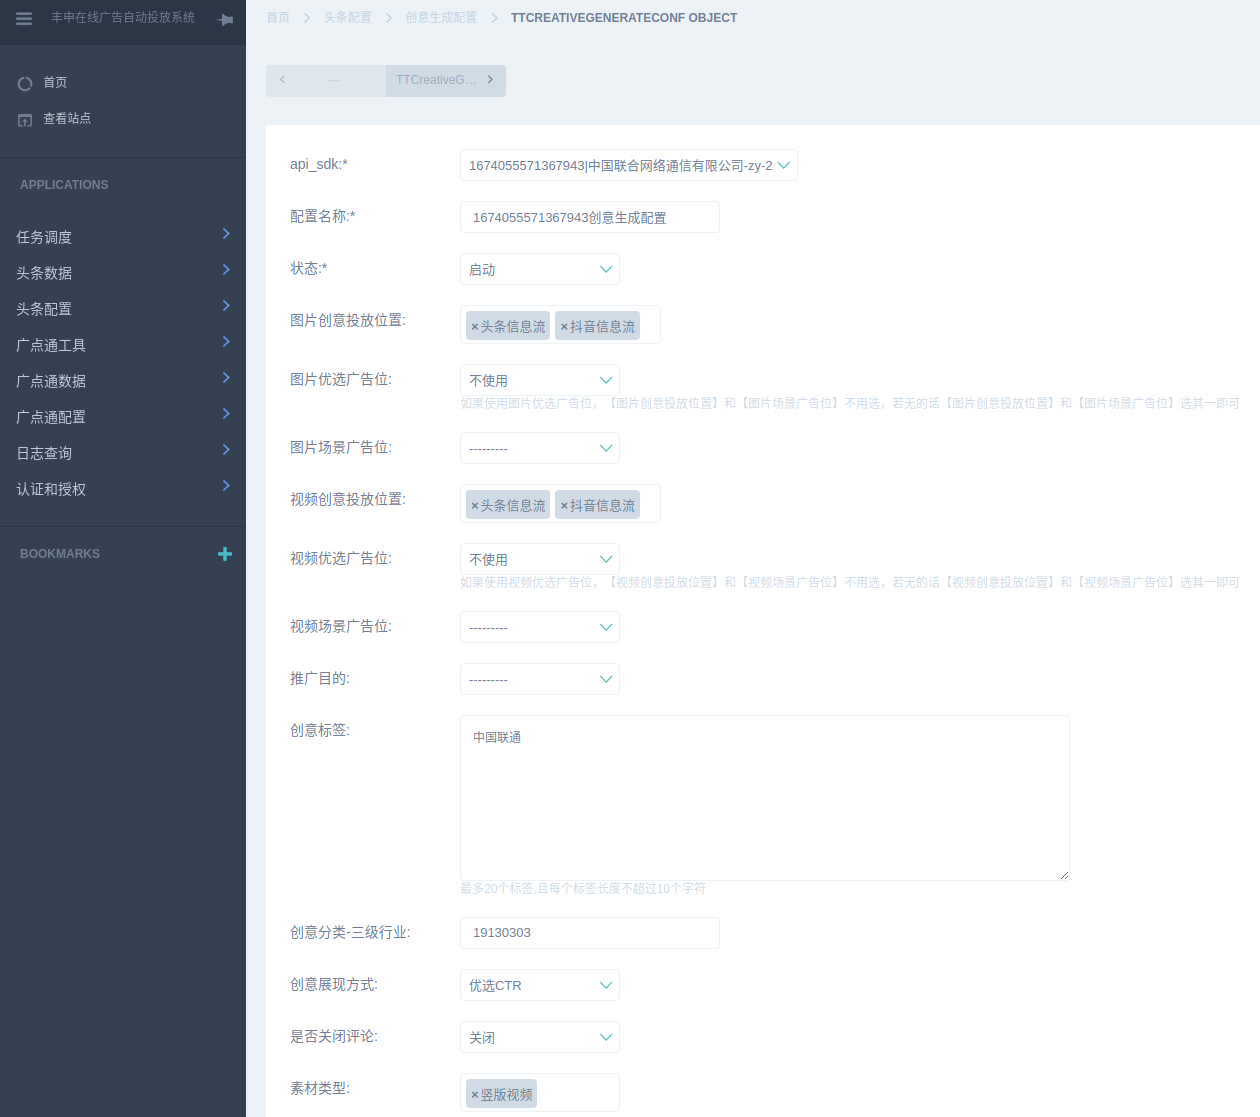 丰申在线广告自动投放系统
首页
查看站点
APPLICATIONS
任务调度
头条数据
头条配置
广点通工具
广点通数据
广点通配置
日志查询
认证和授权
BOOKMARKS
首页 头条配置 创意生成配置 TTCREATIVEGENERATECONF OBJECT
--- TTCreativeG...
api_sdk:* 1674055571367943|中国联合网络通信有限公司-zy-2
配置名称:* 1674055571367943创意生成配置
状态:* 启动
图片创意投放位置: ×头条信息流 ×抖音信息流
图片优选广告位: 不使用
如果使用图片优选广告位，【图片创意投放位置】和【图片场景广告位】不用选，若无的话【图片创意投放位置】和【图片场景广告位】选其一即可
图片场景广告位: ---------
视频创意投放位置: ×头条信息流 ×抖音信息流
视频优选广告位: 不使用
如果使用视频优选广告位，【视频创意投放位置】和【视频场景广告位】不用选，若无的话【视频创意投放位置】和【视频场景广告位】选其一即可
视频场景广告位: ---------
推广目的: ---------
创意标签: 中国联通
最多20个标签,且每个标签长度不超过10个字符
创意分类-三级行业: 19130303
创意展现方式: 优选CTR
是否关闭评论: 关闭
素材类型: ×竖版视频